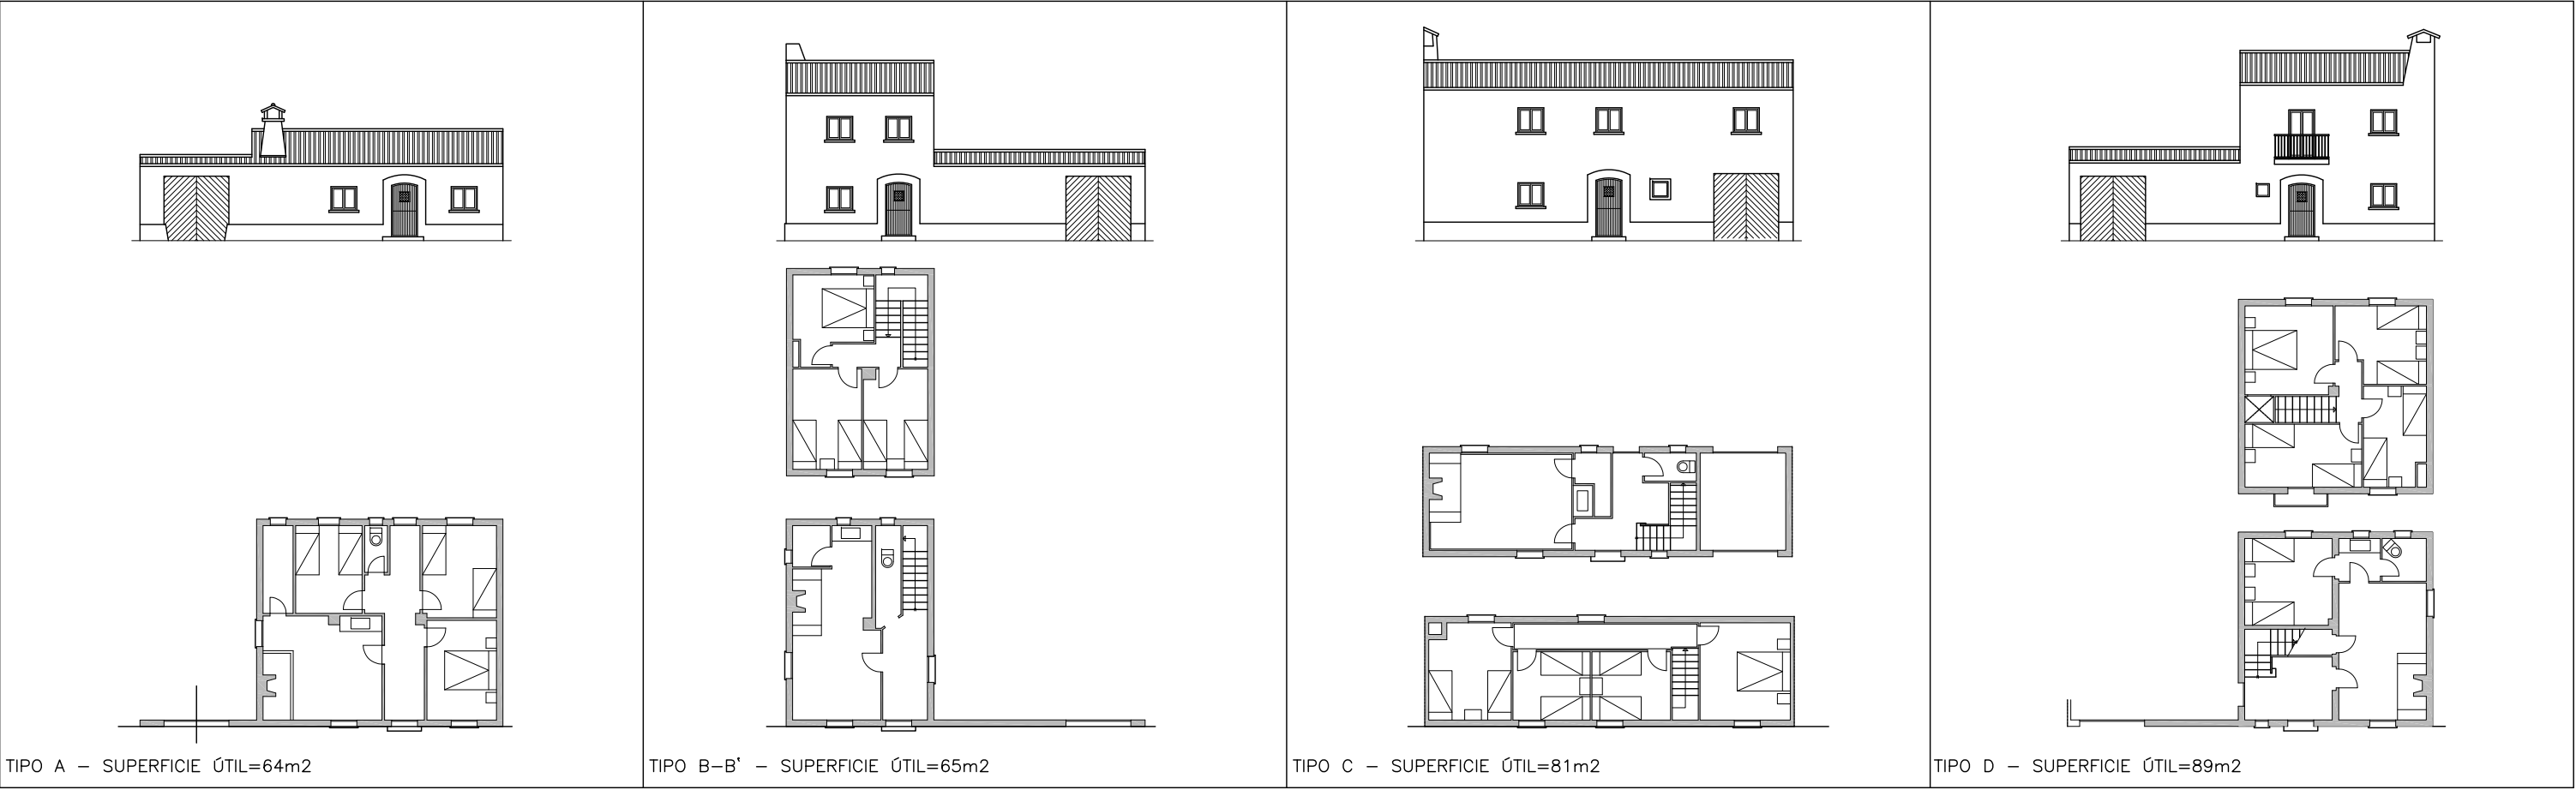 TIPO A – SUPERFICIE ÚTIL=64m2
TIPO B–B' – SUPERFICIE ÚTIL=65m2
TIPO C – SUPERFICIE ÚTIL=81m2
TIPO D – SUPERFICIE ÚTIL=89m2